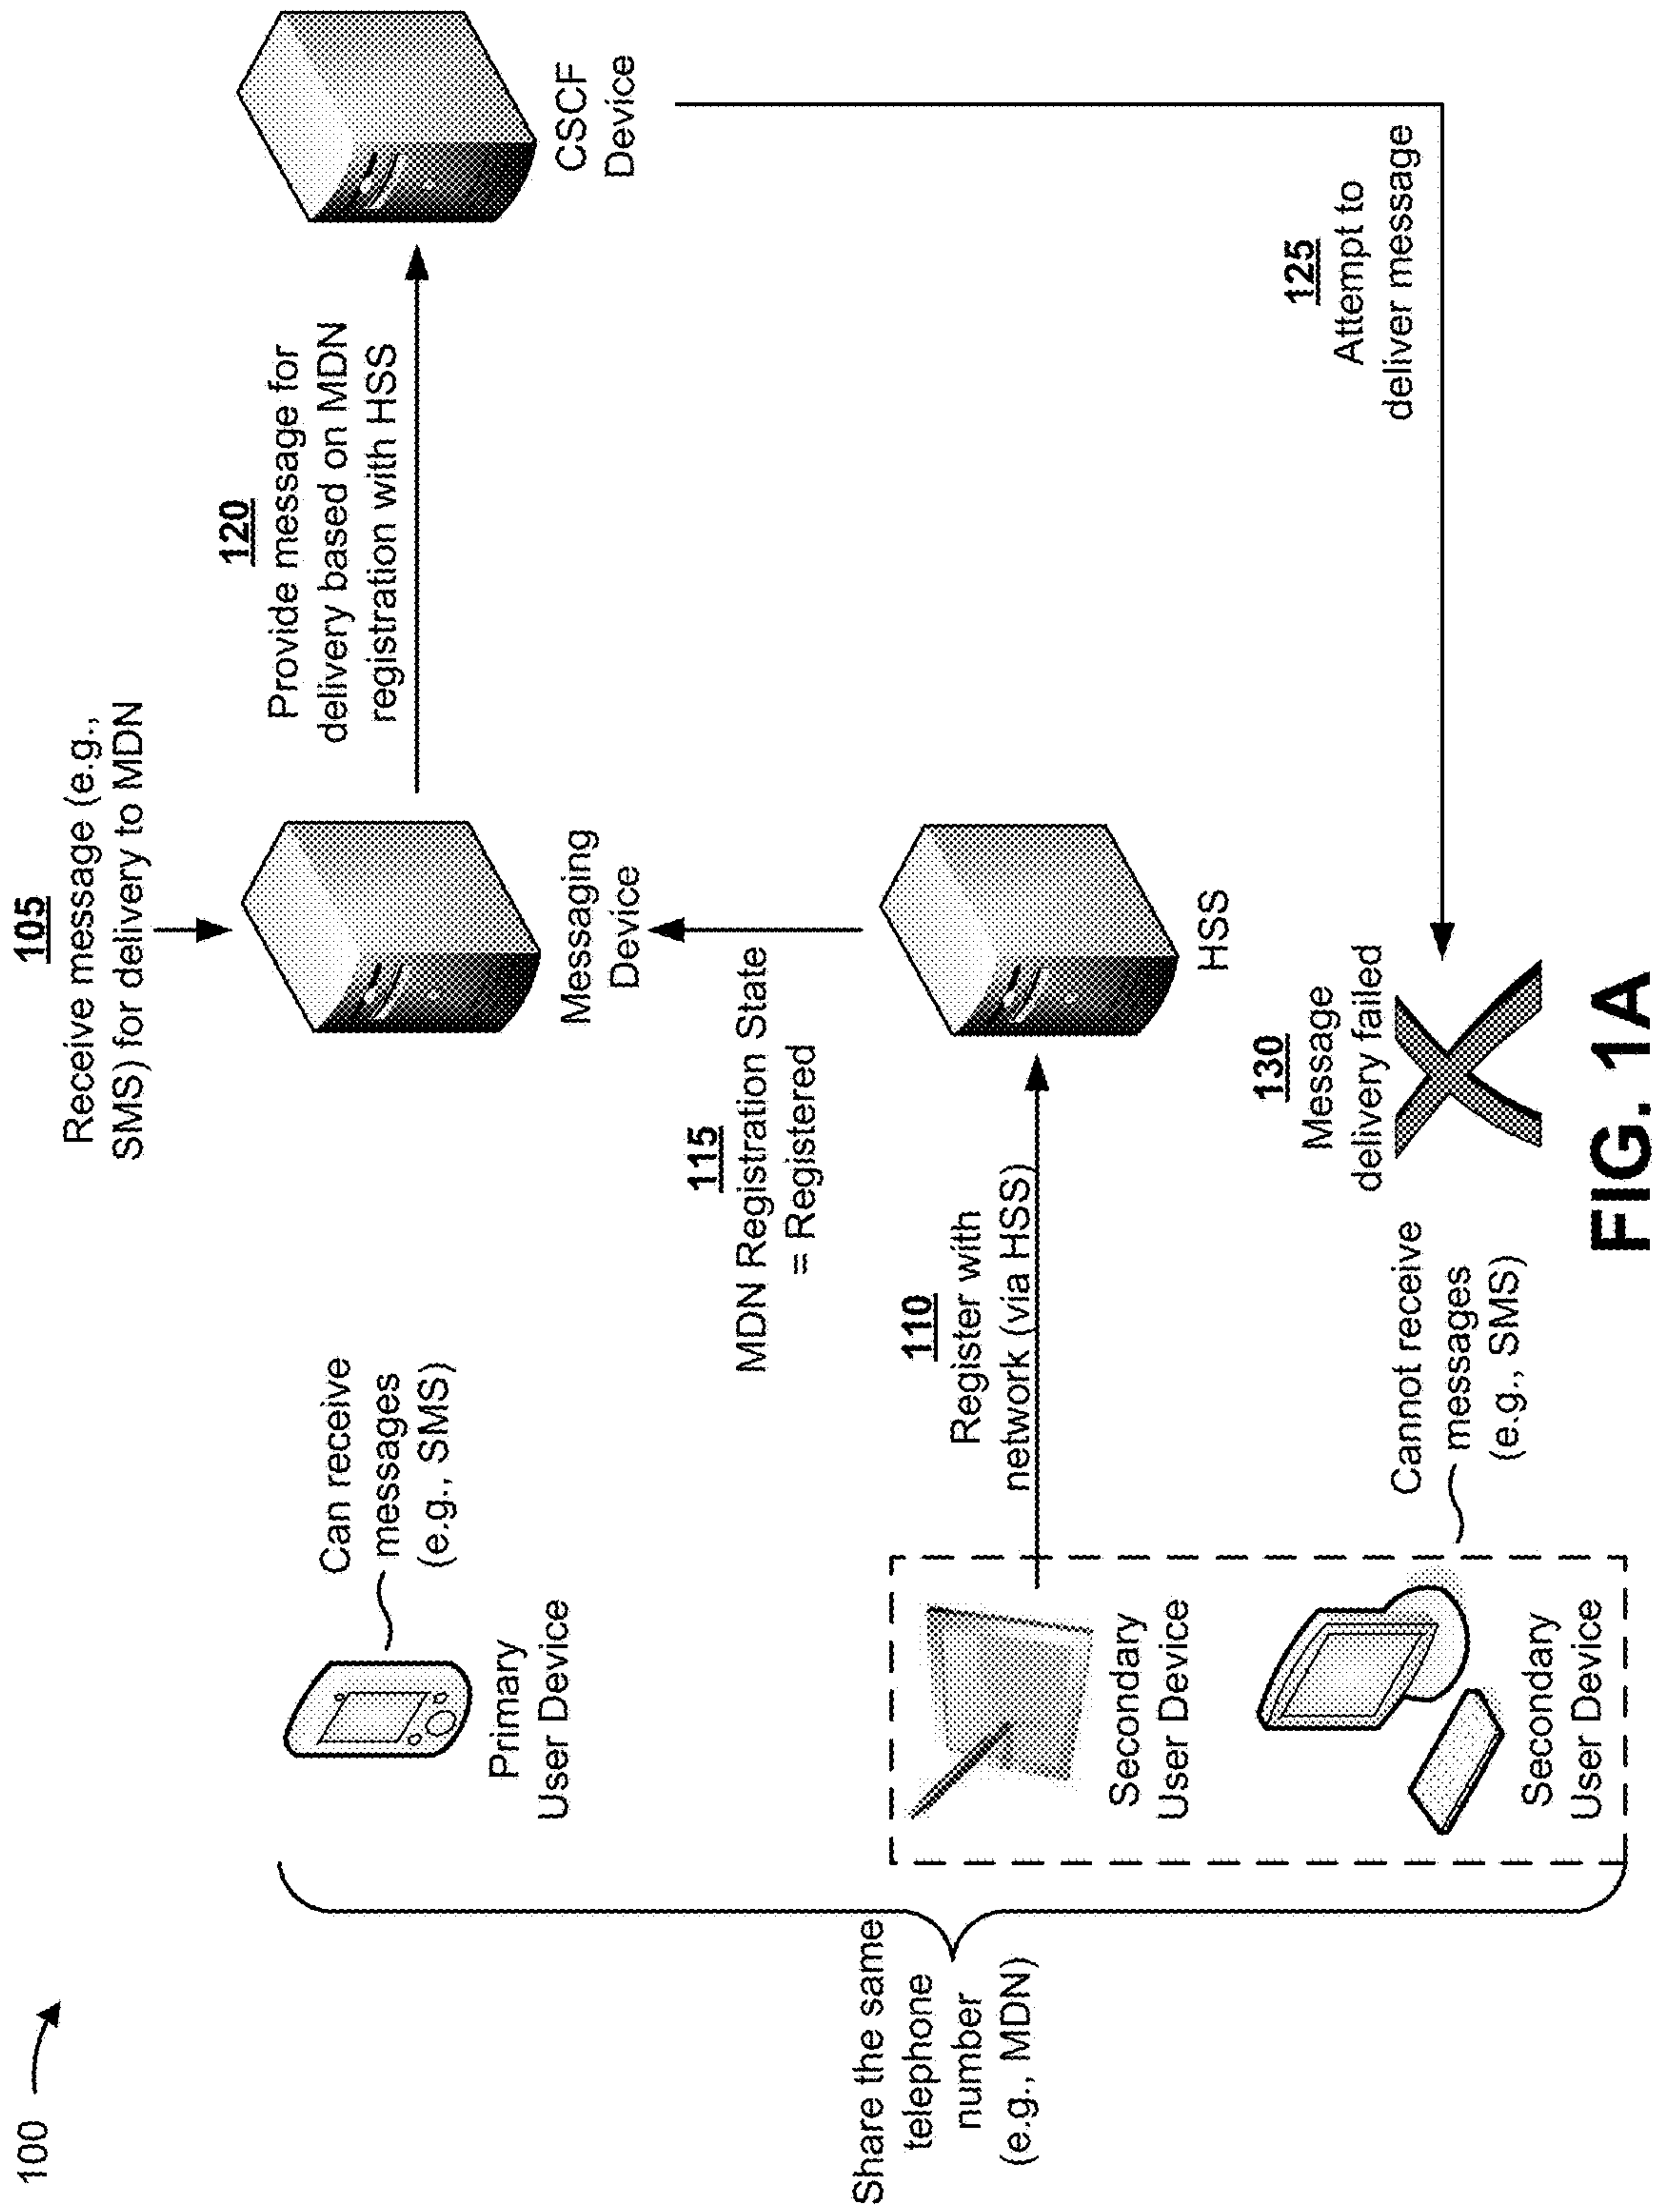 100
105
Receive message (e.g.,
SMS) for delivery to MDN
Can receive
messages
(e.g., SMS)
Primary
User Device
Messaging
Device
120
Provide message for
delivery based on MDN
registration with HSS
CSCF
Device
115
MDN Registration State
= Registered
Share the same
telephone
number
(e.g., MDN)
110
Register with
network (via HSS)
Secondary
User Device
HSS
125
Attempt to
deliver message
130
Message
delivery failed
Cannot receive
messages
(e.g., SMS)
Secondary
User Device
FIG. 1A